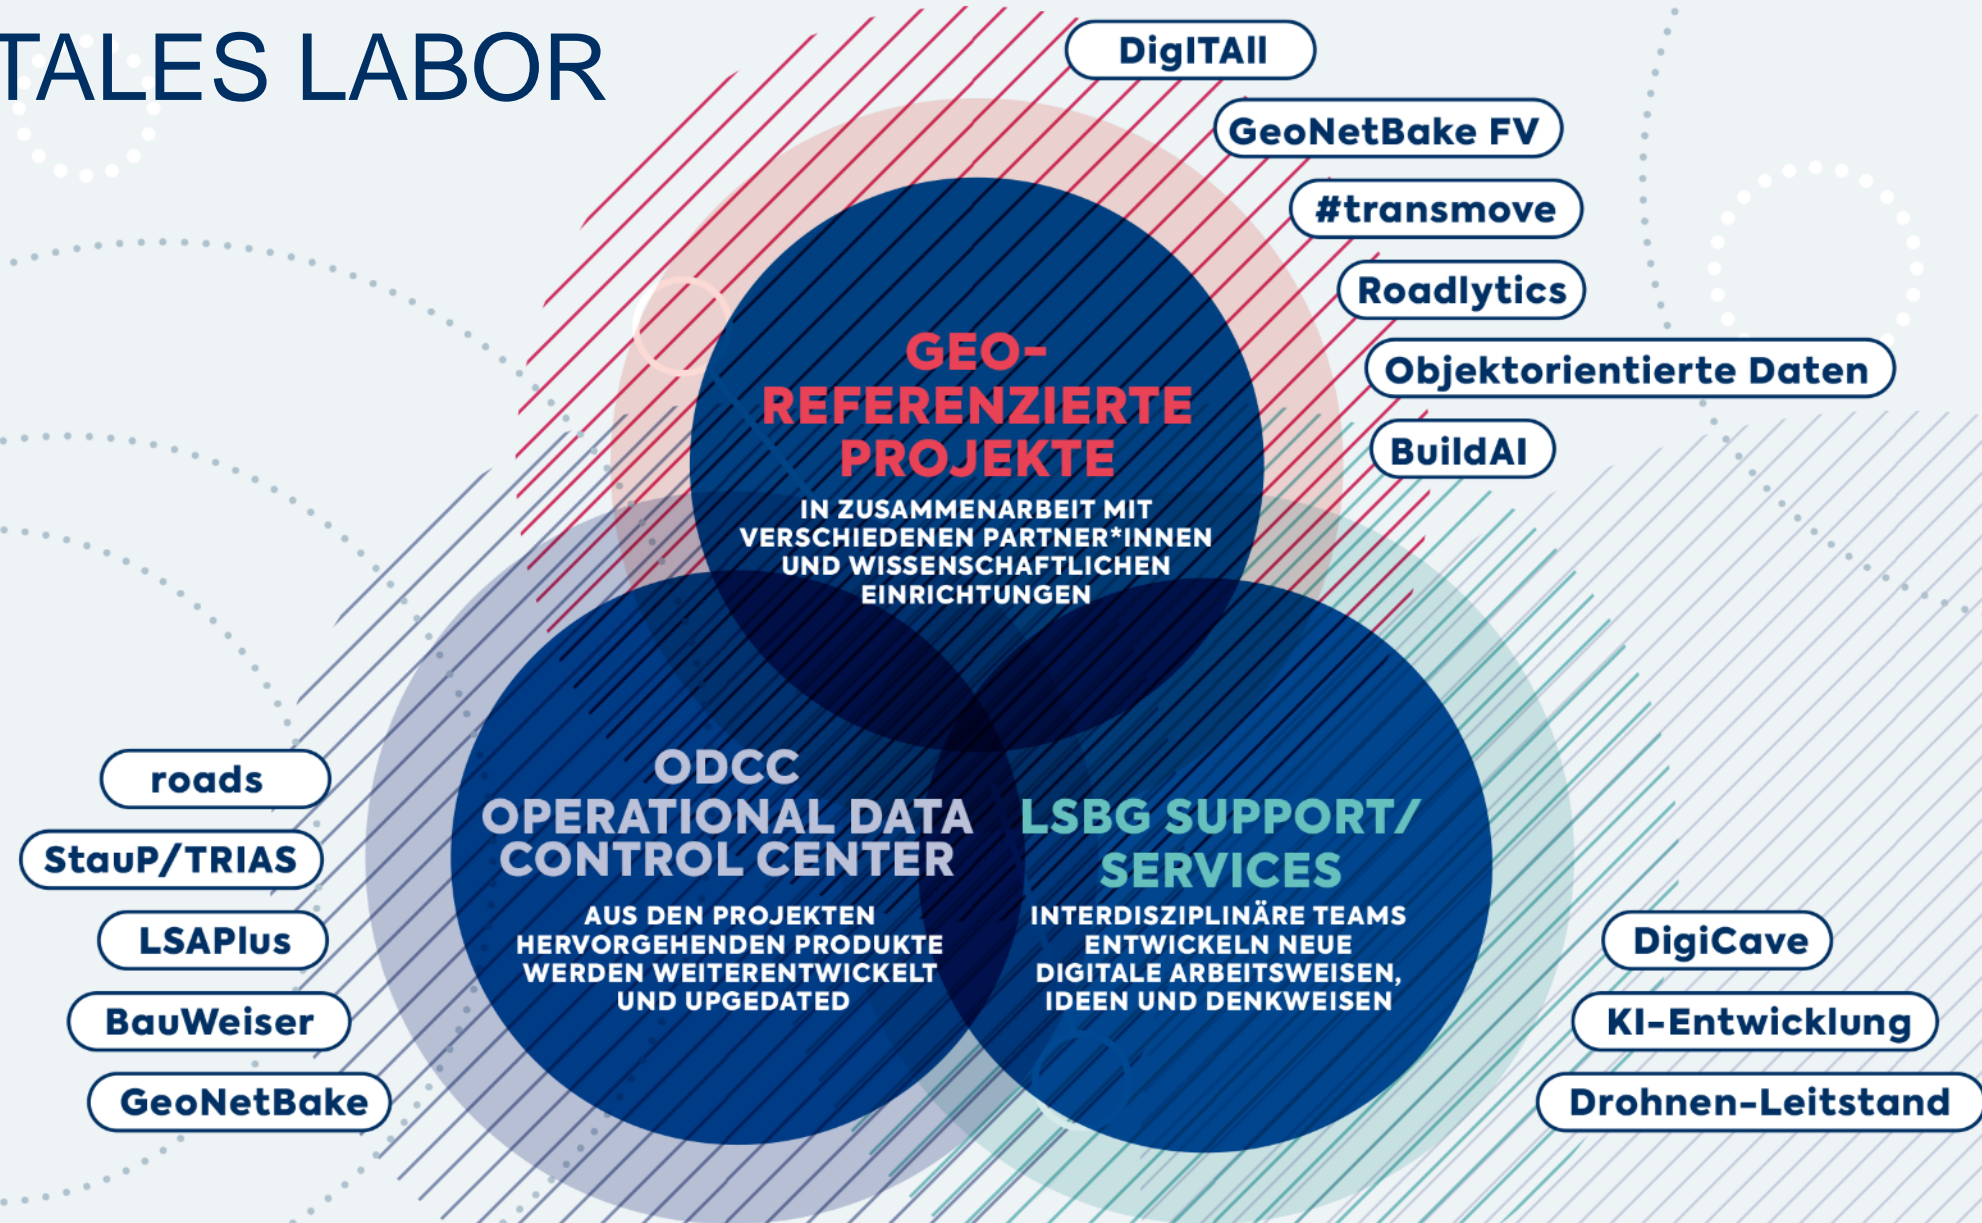 TALES LABOR
DigITAll
GeoNetBake FV
#transmove
Roadlytics
Objektorientierte Daten
BuildAI
GEO-
REFERENZIERTE
PROJEKTE
IN ZUSAMMENARBEIT MIT
VERSCHIEDENEN PARTNER*INNEN
UND WISSENSCHAFTLICHEN
EINRICHTUNGEN
ODCC
OPERATIONAL DATA
CONTROL CENTER
AUS DEN PROJEKTEN
HERVORGEHENDEN PRODUKTE
WERDEN WEITERENTWICKELT
UND UPGEDATED
LSBG SUPPORT/
SERVICES
INTERDISZIPLINÄRE TEAMS
ENTWICKELN NEUE
DIGITALE ARBEITSWEISEN,
IDEEN UND DENKWEISEN
roads
StauP/TRIAS
LSAPlus
BauWeiser
GeoNetBake
DigiCave
KI-Entwicklung
Drohnen-Leitstand